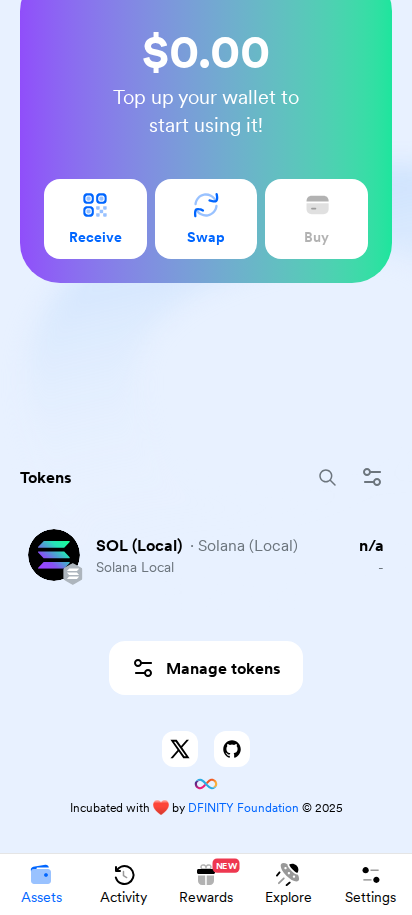 $0.00
Top up your wallet to
start using it!
Receive
Swap
Buy
Tokens
SOL (Local) · Solana (Local)
n/a
Solana Local
-
Manage tokens
Incubated with ❤️ by DFINITY Foundation © 2025
NEW
Assets
Activity
Rewards
Explore
Settings